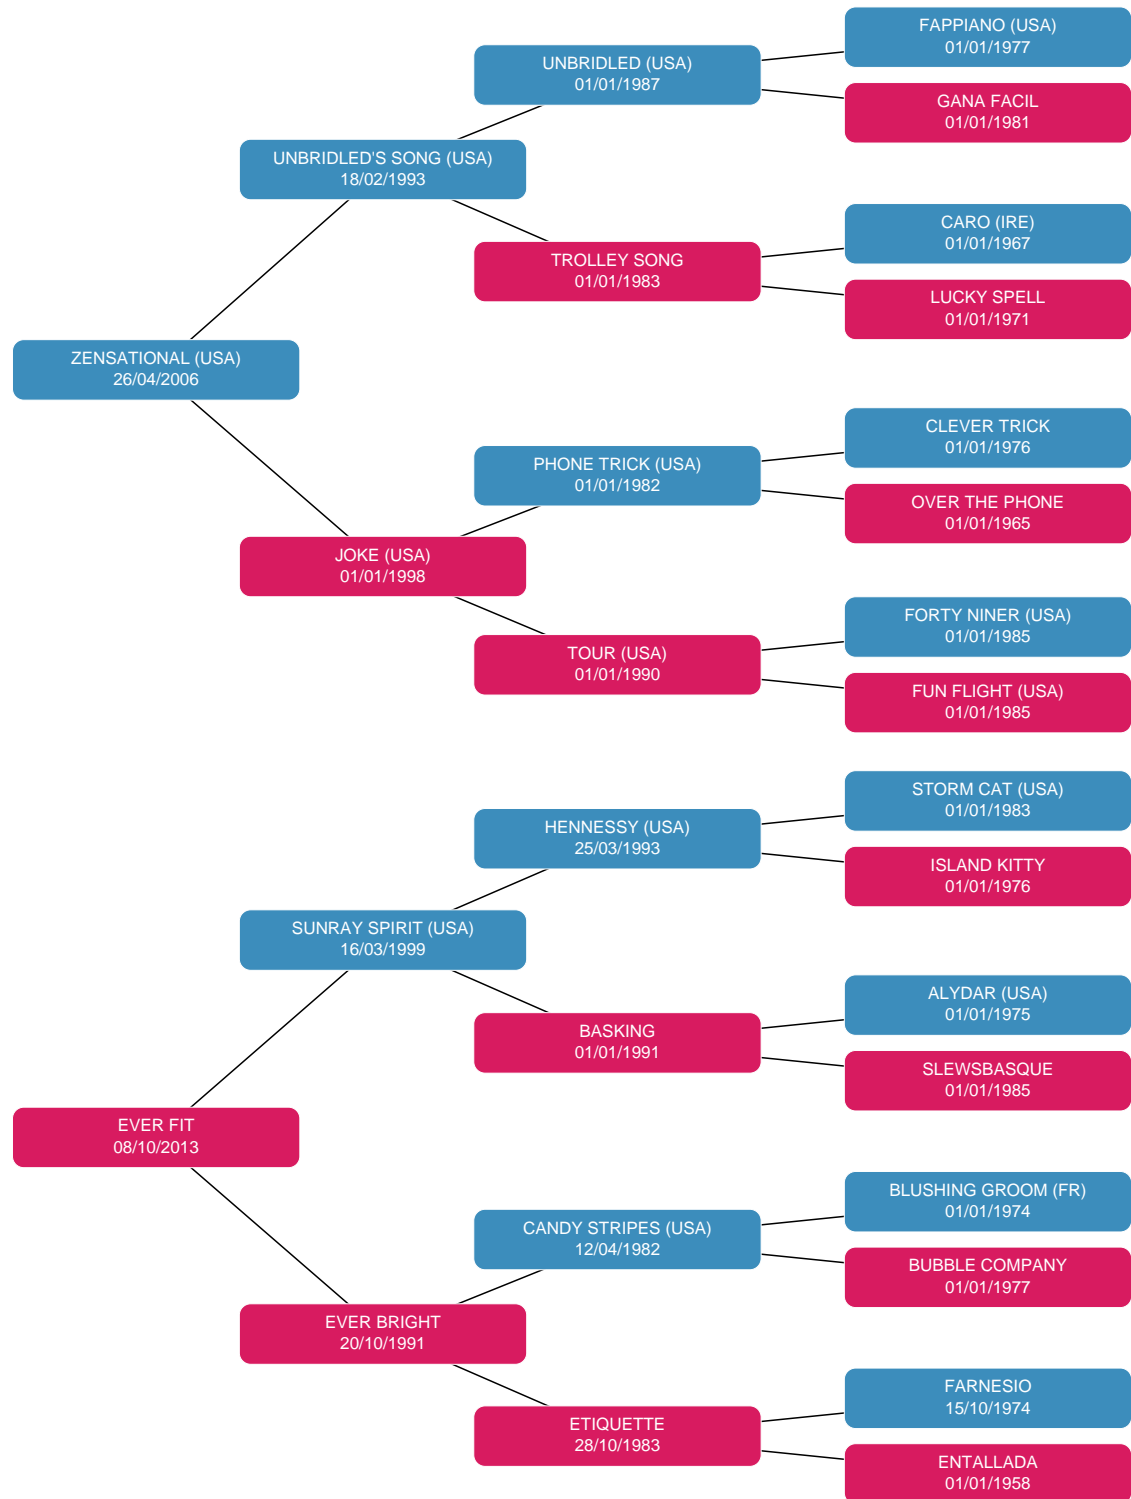 FAPPIANO (USA)
01/01/1977
UNBRIDLED (USA)
01/01/1987
GANA FACIL
01/01/1981
UNBRIDLED'S SONG (USA)
18/02/1993
CARO (IRE)
01/01/1967
TROLLEY SONG
01/01/1983
LUCKY SPELL
01/01/1971
ZENSATIONAL (USA)
26/04/2006
CLEVER TRICK
01/01/1976
PHONE TRICK (USA)
01/01/1982
OVER THE PHONE
01/01/1965
JOKE (USA)
01/01/1998
FORTY NINER (USA)
01/01/1985
TOUR (USA)
01/01/1990
FUN FLIGHT (USA)
01/01/1985
STORM CAT (USA)
01/01/1983
HENNESSY (USA)
25/03/1993
ISLAND KITTY
01/01/1976
SUNRAY SPIRIT (USA)
16/03/1999
ALYDAR (USA)
01/01/1975
BASKING
01/01/1991
SLEWSBASQUE
01/01/1985
EVER FIT
08/10/2013
BLUSHING GROOM (FR)
01/01/1974
CANDY STRIPES (USA)
12/04/1982
BUBBLE COMPANY
01/01/1977
EVER BRIGHT
20/10/1991
FARNESIO
15/10/1974
ETIQUETTE
28/10/1983
ENTALLADA
01/01/1958